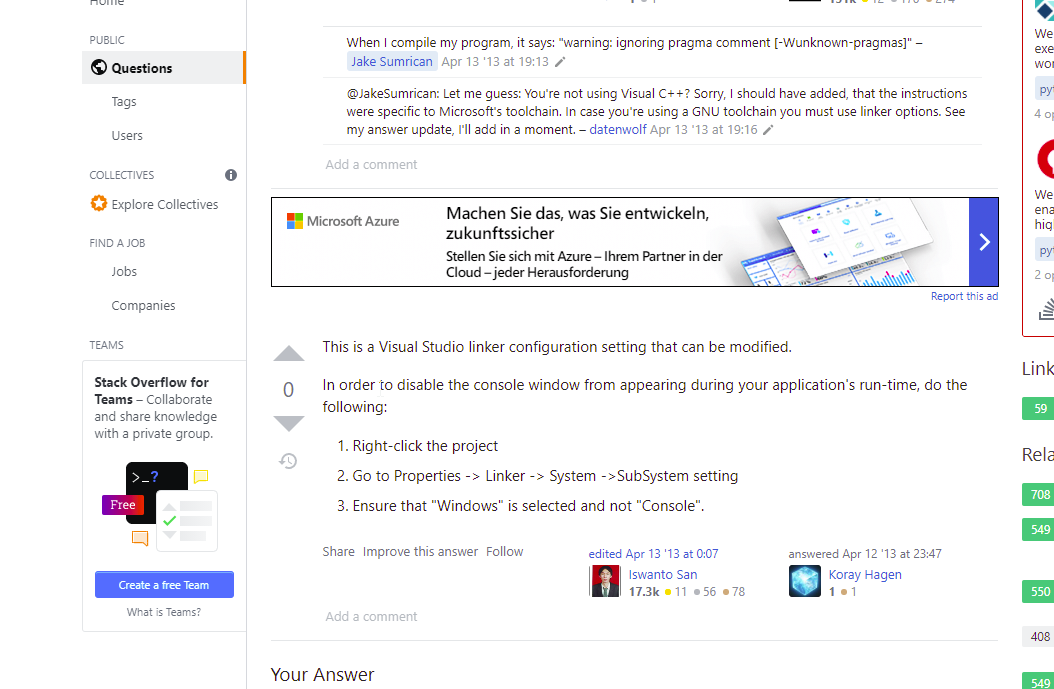 Home
PUBLIC
Questions
Tags
Users
COLLECTIVES
Explore Collectives
FIND A JOB
Jobs
Companies
TEAMS
Stack Overflow for
Teams – Collaborate
and share knowledge
with a private group.
>_?
Free
Create a free Team
What is Teams?
When I compile my program, it says: "warning: ignoring pragma comment [-Wunknown-pragmas]" –
Jake Sumrican Apr 13 '13 at 19:13
@JakeSumrican: Let me guess: You're not using Visual C++? Sorry, I should have added, that the instructions
were specific to Microsoft's toolchain. In case you're using a GNU toolchain you must use linker options. See
my answer update, I'll add in a moment. – datenwolf Apr 13 '13 at 19:16
Add a comment
Microsoft Azure
Machen Sie das, was Sie entwickeln,
zukunftssicher
Stellen Sie sich mit Azure – Ihrem Partner in der
Cloud – jeder Herausforderung
Report this ad
0
This is a Visual Studio linker configuration setting that can be modified.
In order to disable the console window from appearing during your application's run-time, do the
following:
1. Right-click the project
2. Go to Properties -> Linker -> System ->SubSystem setting
3. Ensure that "Windows" is selected and not "Console".
Share Improve this answer Follow
edited Apr 13 '13 at 0:07
Iswanto San
17.3k 11 56 78
answered Apr 12 '13 at 23:47
Koray Hagen
1 1
Add a comment
Your Answer
We
exe
wor
py
4 op
We
ena
hig
py
2 op
Link
59
Rela
708
549
550
408
549